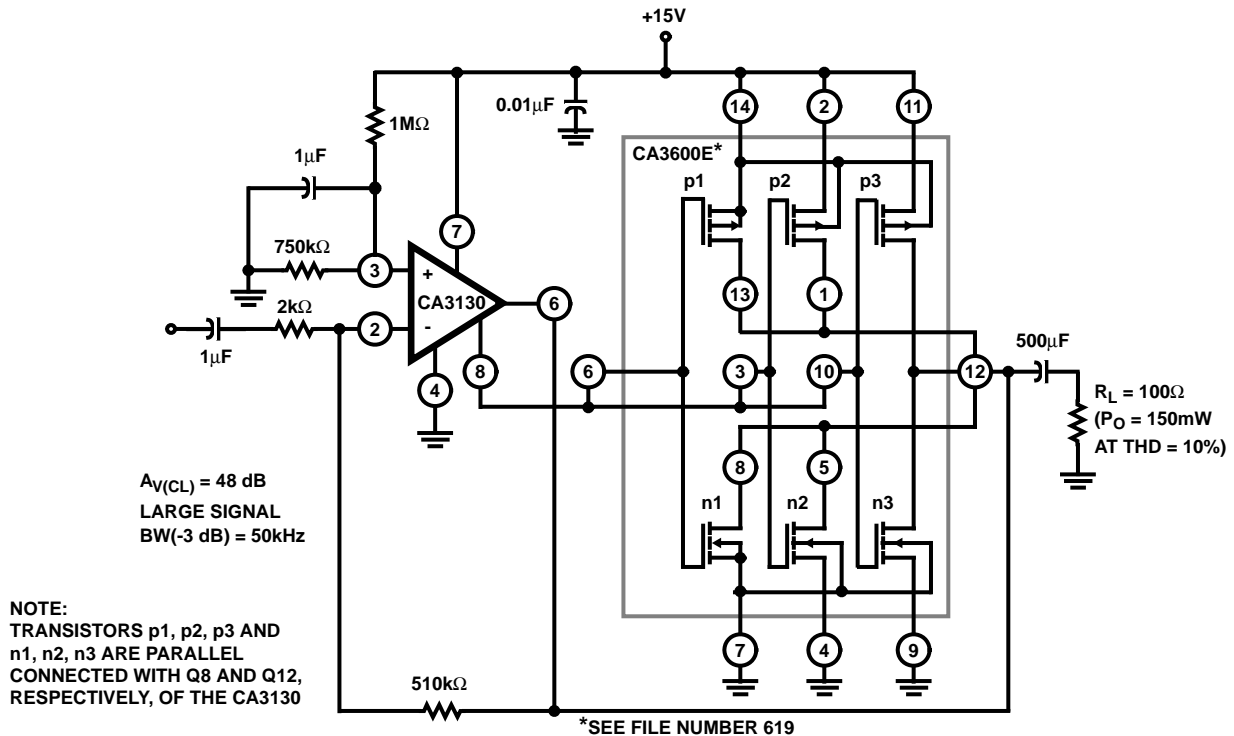 +15V
0.01μF
14
2
11
1MΩ
CA3600E*
1μF
p1
p2
p3
7
750kΩ
3
+
CA3130
6
13
1
2kΩ
2
-
500μF
1μF
8
6
3
10
12
4
R_L = 100Ω
(P_O = 150mW
AT THD = 10%)
8
5
A_V(CL) = 48 dB
LARGE SIGNAL
BW(-3 dB) = 50kHz
n1
n2
n3
NOTE:
TRANSISTORS p1, p2, p3 AND
n1, n2, n3 ARE PARALLEL
CONNECTED WITH Q8 AND Q12,
RESPECTIVELY, OF THE CA3130
7
4
9
510kΩ
*SEE FILE NUMBER 619